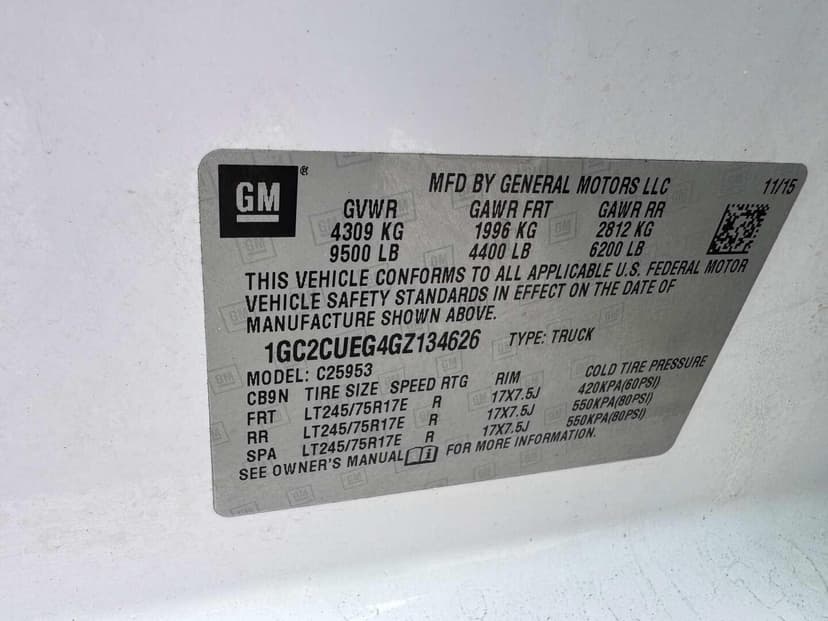 GM®
MFD BY GENERAL MOTORS LLC 11/15
GVWR GAWR FRT GAWR RR
4309 KG 1996 KG 2812 KG
9500 LB 4400 LB 6200 LB
THIS VEHICLE CONFORMS TO ALL APPLICABLE U.S. FEDERAL MOTOR
VEHICLE SAFETY STANDARDS IN EFFECT ON THE DATE OF
MANUFACTURE SHOWN ABOVE.
1GC2CUEG4GZ134626 TYPE: TRUCK
MODEL: C25953
CB9N TIRE SIZE SPEED RTG RIM COLD TIRE PRESSURE
FRT LT245/75R17E R 17X7.5J 420KPA(60PSI)
RR LT245/75R17E R 17X7.5J 550KPA(80PSI)
SPA LT245/75R17E R 17X7.5J 550KPA(80PSI)
SEE OWNER'S MANUAL FOR MORE INFORMATION.